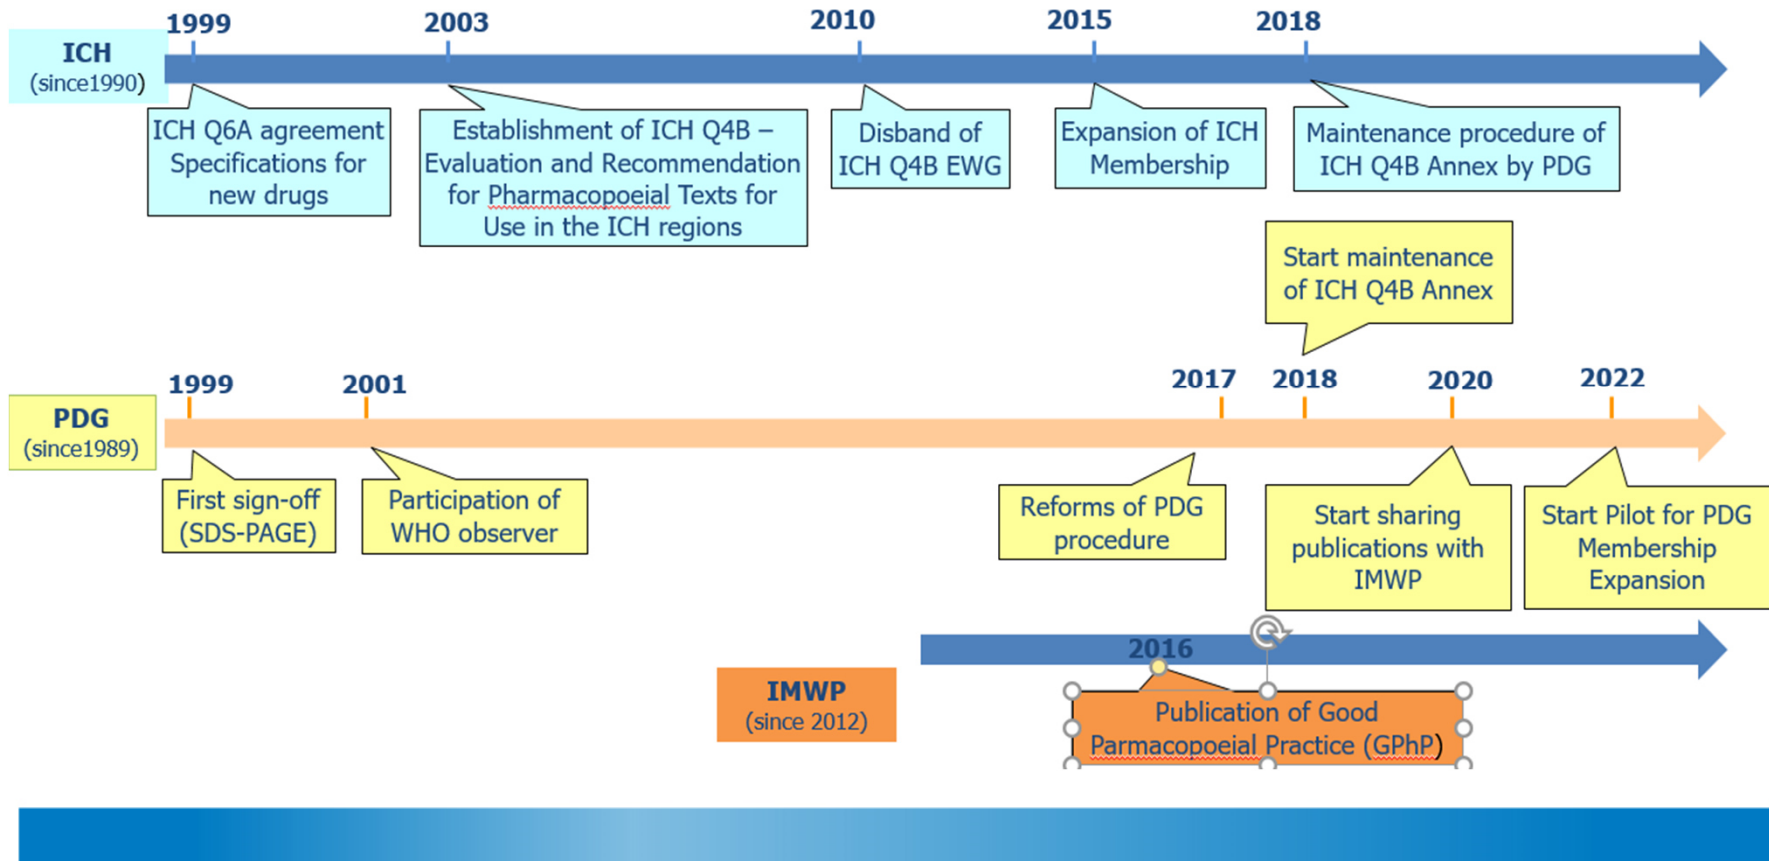 1999
2003
2010
2015
2018
ICH
(since1990)
ICH Q6A agreement
Specifications for
new drugs
Establishment of ICH Q4B –
Evaluation and Recommendation
for Pharmacopoeial Texts for
Use in the ICH regions
Disband of
ICH Q4B EWG
Expansion of ICH
Membership
Maintenance procedure of
ICH Q4B Annex by PDG
Start maintenance
of ICH Q4B Annex
1999
2001
2017
2018
2020
2022
PDG
(since1989)
First sign-off
(SDS-PAGE)
Participation of
WHO observer
Reforms of PDG
procedure
Start sharing
publications with
IMWP
Start Pilot for PDG
Membership
Expansion
2016
IMWP
(since 2012)
Publication of Good
Parmacopoeial Practice (GPhP)